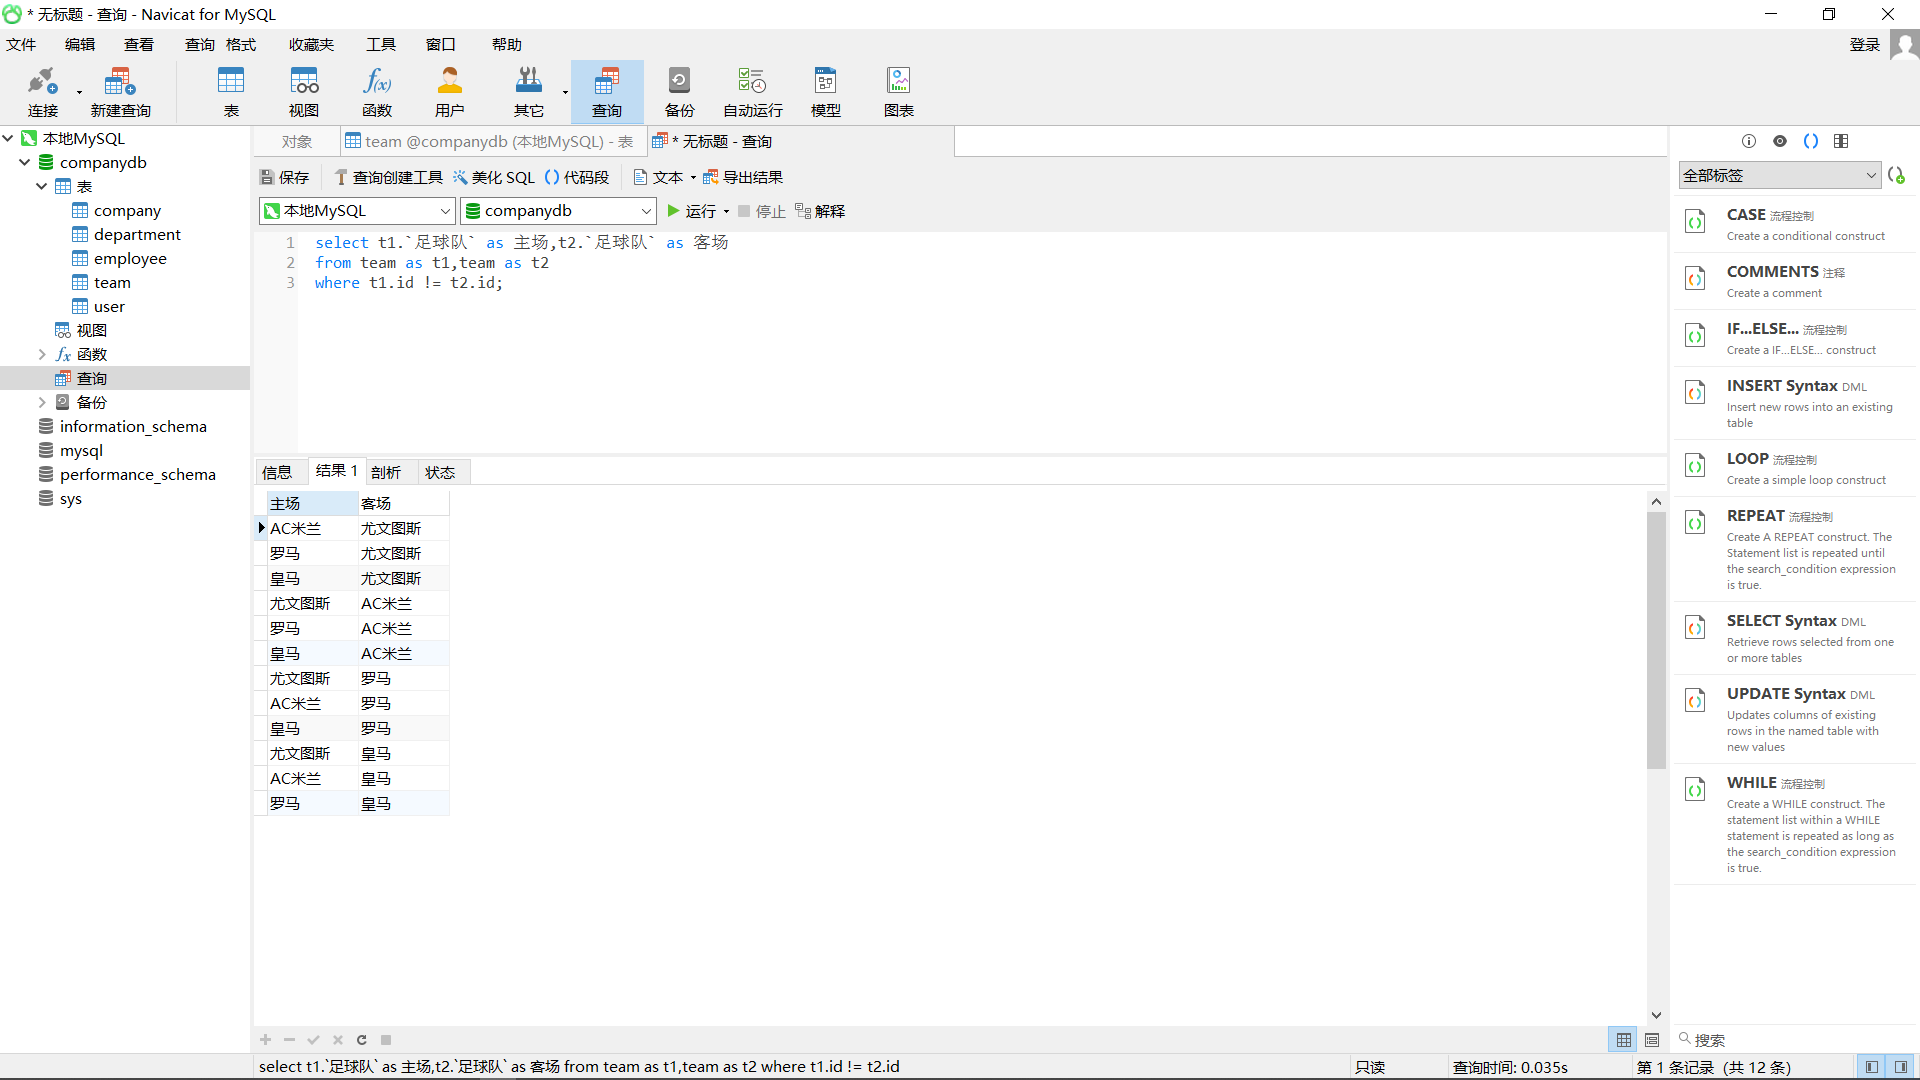 * 无标题 - 查询 - Navicat for MySQL
文件 编辑 查看 查询 格式 收藏夹 工具 窗口 帮助 登录
连接 新建查询 表 视图 函数 用户 其它 查询 备份 自动运行 模型 图表
本地MySQL
companydb
表
company
department
employee
team
user
视图
函数
查询
备份
information_schema
mysql
performance_schema
sys
对象 team @companydb (本地MySQL) - 表 * 无标题 - 查询
保存 查询创建工具 美化 SQL 代码段 文本 导出结果
本地MySQL companydb 运行 停止 解释
1 select t1.`足球队` as 主场,t2.`足球队` as 客场
2 from team as t1,team as t2
3 where t1.id != t2.id;
信息 结果 1 剖析 状态
主场 客场
AC米兰 尤文图斯
罗马 尤文图斯
皇马 尤文图斯
尤文图斯 AC米兰
罗马 AC米兰
皇马 AC米兰
尤文图斯 罗马
AC米兰 罗马
皇马 罗马
尤文图斯 皇马
AC米兰 皇马
罗马 皇马
全部标签
CASE 流程控制
Create a conditional construct
COMMENTS 注释
Create a comment
IF...ELSE... 流程控制
Create a IF...ELSE... construct
INSERT Syntax DML
Insert new rows into an existing
table
LOOP 流程控制
Create a simple loop construct
REPEAT 流程控制
Create A REPEAT construct. The
Statement list is repeated until
the search_condition expression
is true.
SELECT Syntax DML
Retrieve rows selected from one
or more tables
UPDATE Syntax DML
Updates columns of existing
rows in the named table with
new values
WHILE 流程控制
Create a WHILE construct. The
statement list within a WHILE
statement is repeated as long as
the search_condition expression
is true.
搜索
select t1.`足球队` as 主场,t2.`足球队` as 客场 from team as t1,team as t2 where t1.id != t2.id 只读 查询时间: 0.035s 第 1 条记录 (共 12 条)